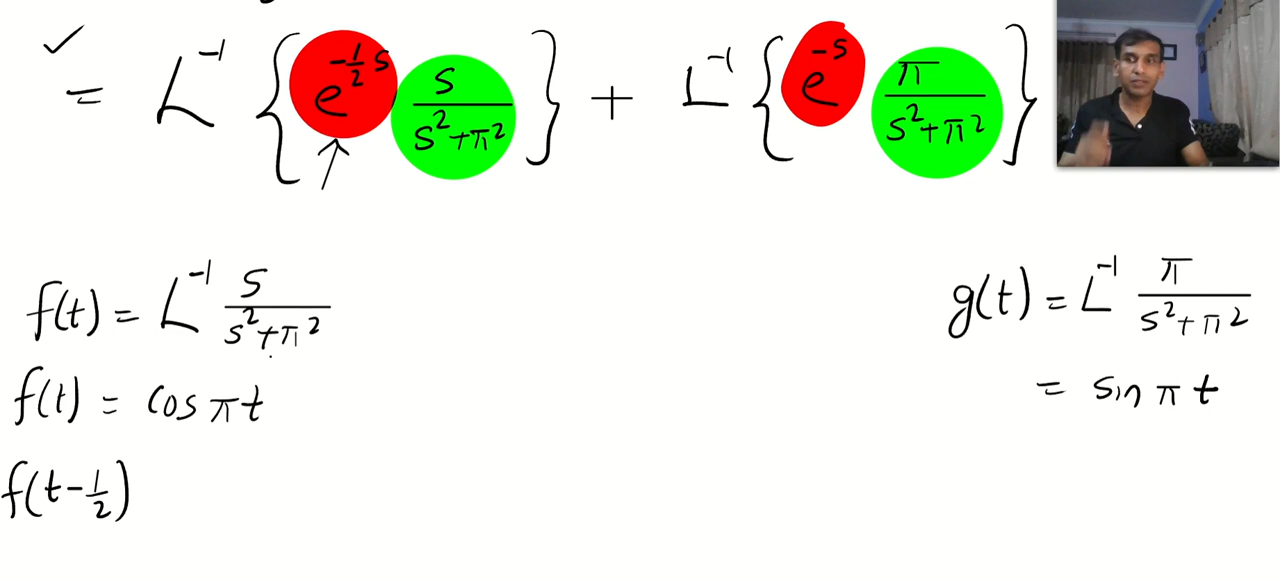 ✓
= L⁻¹ { e^(-½ s) s/(s²+π²) } + L⁻¹ { e^(-s) π/(s²+π²) }
f(t) = L⁻¹ s/(s²+π²)
g(t) = L⁻¹ π/(s²+π²)
f(t) = cos πt
= sin πt
f(t-½)